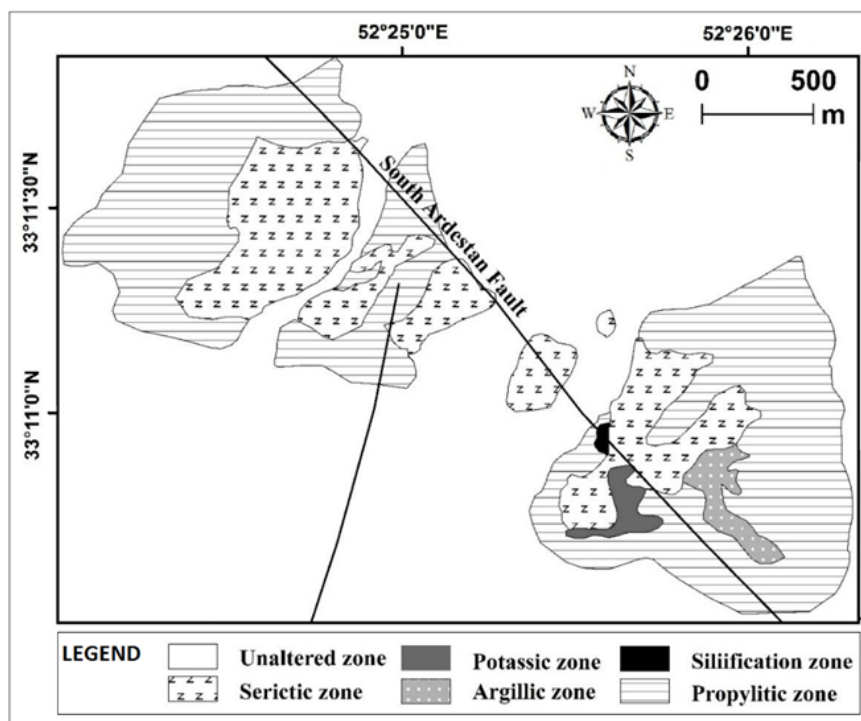 52°25'0"E 52°26'0"E
N
W E
S
0 500
m
33°11'30"N
South Ardestan Fault
33°11'0"N
LEGEND
Unaltered zone Potassic zone Siliification zone
Serictic zone Argillic zone Propylitic zone